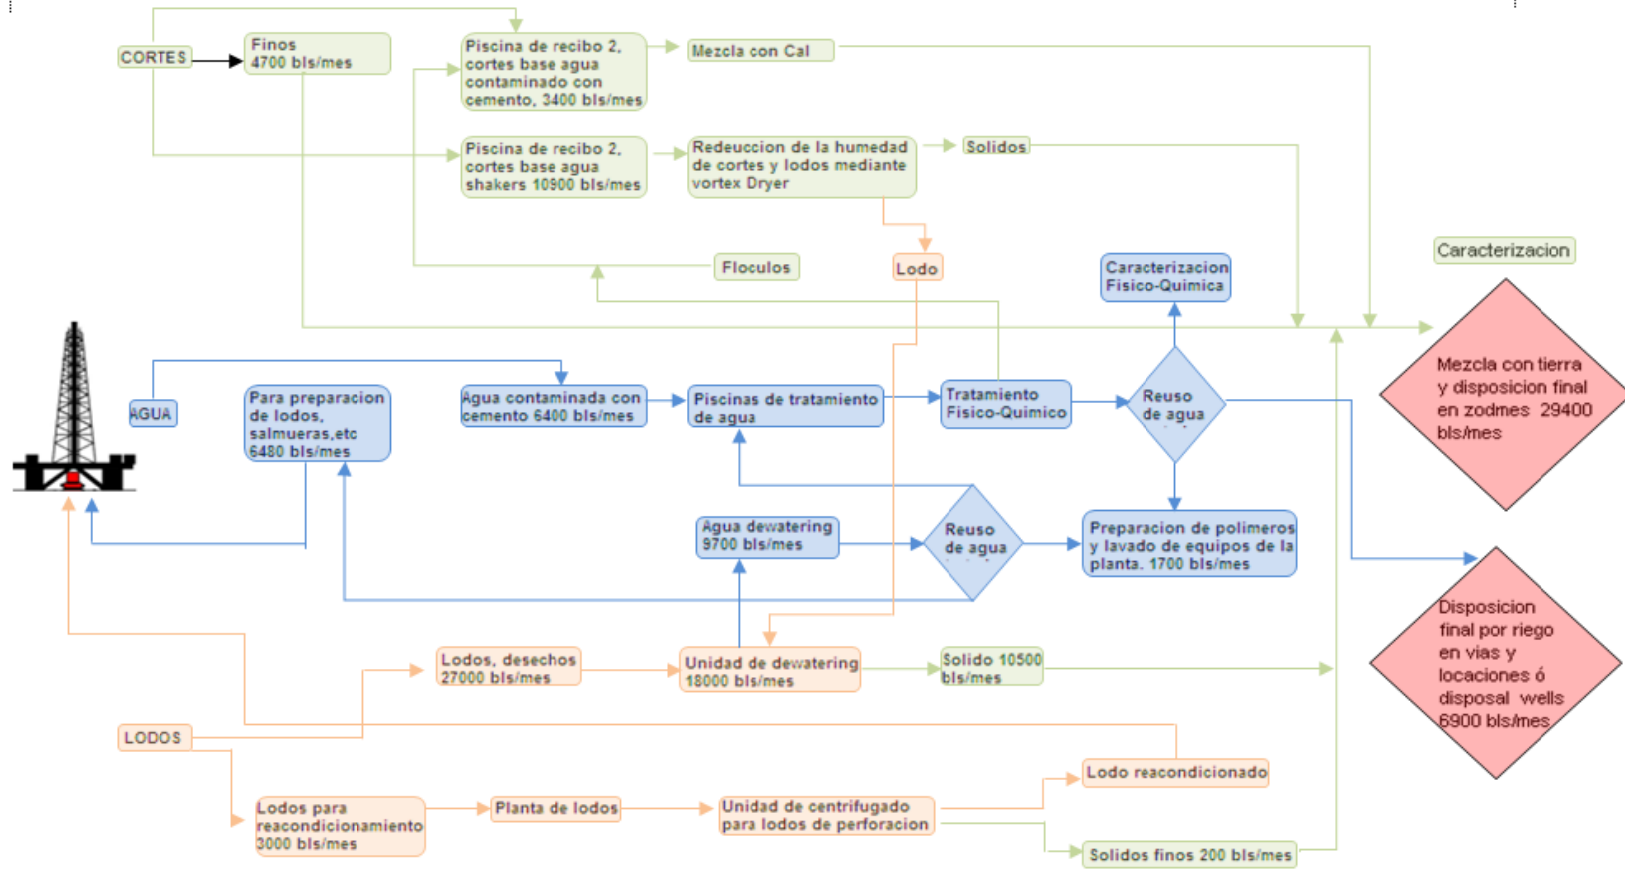 CORTES
Finos
4700 bls/mes
Piscina de recibo 2,
cortes base agua
contaminado con
cemento, 3400 bls/mes
Mezcla con Cal
Piscina de recibo 2,
cortes base agua
shakers 10900 bls/mes
Redeuccion de la humedad
de cortes y lodos mediante
vortex Dryer
Solidos
Floculos
Lodo
Caracterizacion
Fisico-Quimica
Caracterizacion
Mezcla con tierra
y disposicion final
en zodmes 29400
bls/mes
AGUA
Para preparacion
de lodos,
salmueras,etc
6480 bls/mes
Agua contaminada con
cemento 6400 bls/mes
Piscinas de tratamiento
de agua
Tratamiento
Fisico-Quimico
Reuso
de agua
Agua dewatering
9700 bls/mes
Reuso
de agua
Preparacion de polimeros
y lavado de equipos de la
planta. 1700 bls/mes
Disposicion
final por riego
en vias y
locaciones ó
disposal wells
6900 bls/mes
Lodos, desechos
27000 bls/mes
Unidad de dewatering
18000 bls/mes
Solido 10500
bls/mes
LODOS
Lodos para
reacondicionamiento
3000 bls/mes
Planta de lodos
Unidad de centrifugado
para lodos de perforacion
Lodo reacondicionado
Solidos finos 200 bls/mes